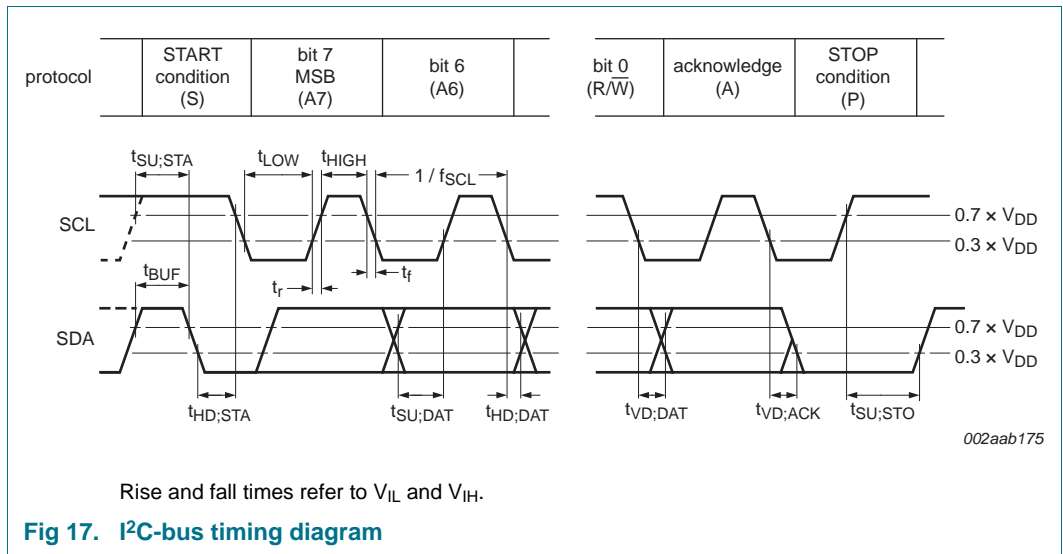 protocol
START
condition
(S)
bit 7
MSB
(A7)
bit 6
(A6)
bit 0
(R/W̅)
acknowledge
(A)
STOP
condition
(P)
tSU;STA
tLOW
tHIGH
1 / fSCL
SCL
0.7 × VDD
0.3 × VDD
tBUF
tr
tf
SDA
0.7 × VDD
0.3 × VDD
tHD;STA
tSU;DAT
tHD;DAT
tVD;DAT
tVD;ACK
tSU;STO
002aab175
Rise and fall times refer to VIL and VIH.
Fig 17. I²C-bus timing diagram